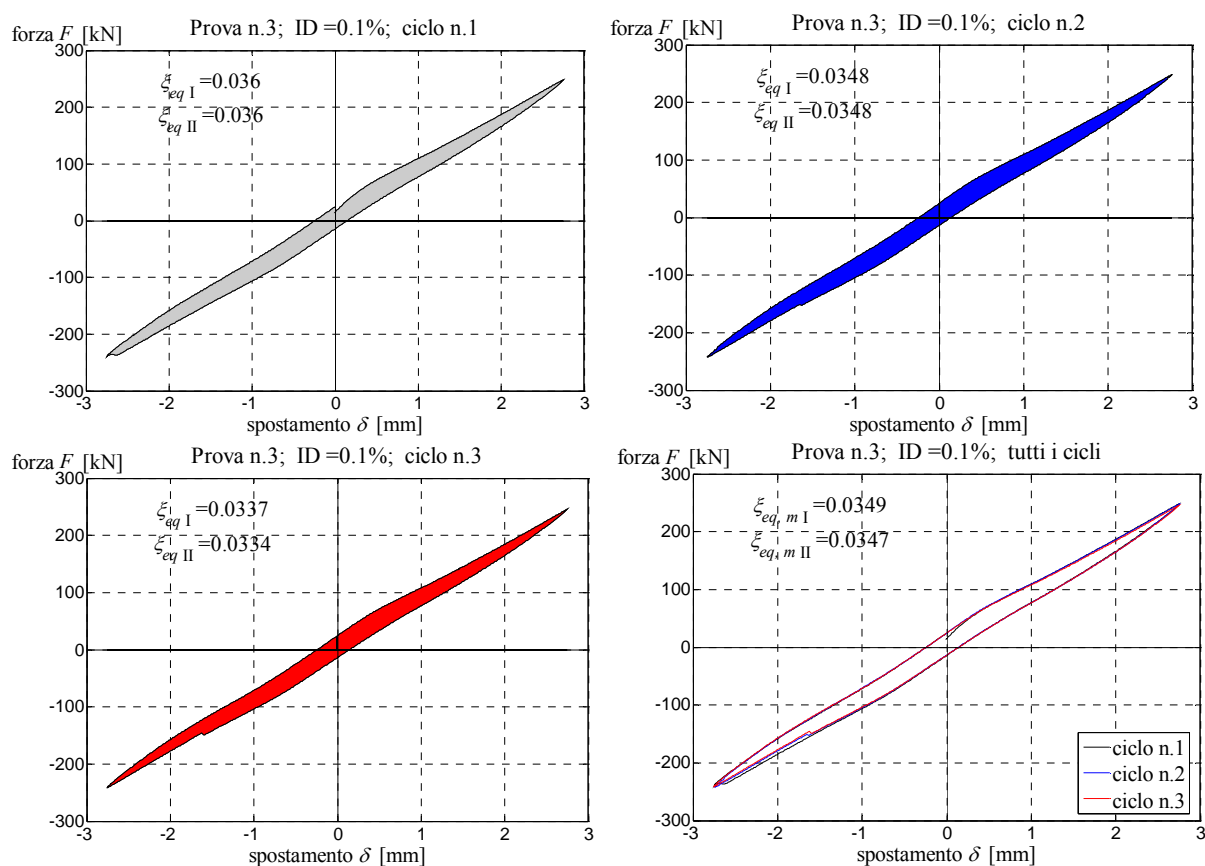 forza F [kN]
Prova n.3; ID =0.1%; ciclo n.1
ξeq I =0.036
ξeq II =0.036
300
200
100
0
-100
-200
-300
-3 -2 -1 0 1 2 3
spostamento δ [mm]
forza F [kN]
Prova n.3; ID =0.1%; ciclo n.2
ξeq I =0.0348
ξeq II =0.0348
300
200
100
0
-100
-200
-300
-3 -2 -1 0 1 2 3
spostamento δ [mm]
forza F [kN]
Prova n.3; ID =0.1%; ciclo n.3
ξeq I =0.0337
ξeq II =0.0334
300
200
100
0
-100
-200
-300
-3 -2 -1 0 1 2 3
spostamento δ [mm]
forza F [kN]
Prova n.3; ID =0.1%; tutti i cicli
ξeq, m I =0.0349
ξeq, m II =0.0347
300
200
100
0
-100
-200
-300
-3 -2 -1 0 1 2 3
spostamento δ [mm]
ciclo n.1
ciclo n.2
ciclo n.3